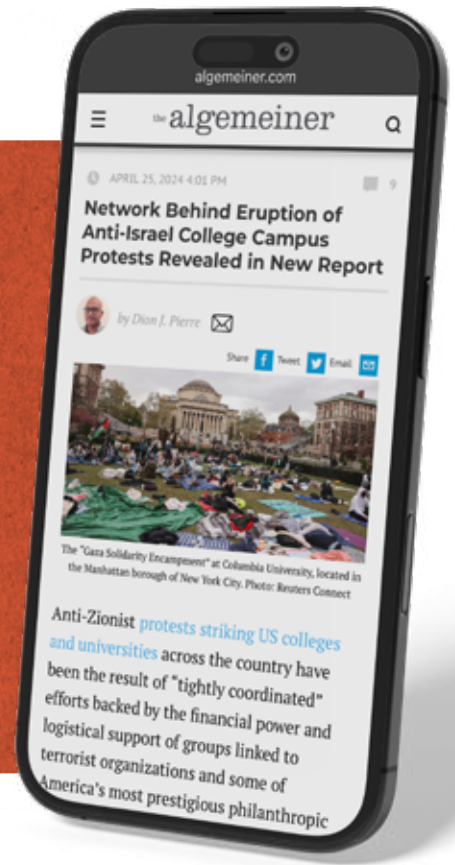 algemeiner.com
the algemeiner
APRIL 25, 2024 4:01 PM
9
Network Behind Eruption of
Anti-Israel College Campus
Protests Revealed in New Report
by Dion J. Pierre
Share f Tweet Email
The "Gaza Solidarity Encampment" at Columbia University, located in
the Manhattan borough of New York City. Photo: Reuters Connect
Anti-Zionist protests striking US colleges
and universities across the country have
been the result of "tightly coordinated"
efforts backed by the financial power and
logistical support of groups linked to
terrorist organizations and some of
America's most prestigious philanthropic